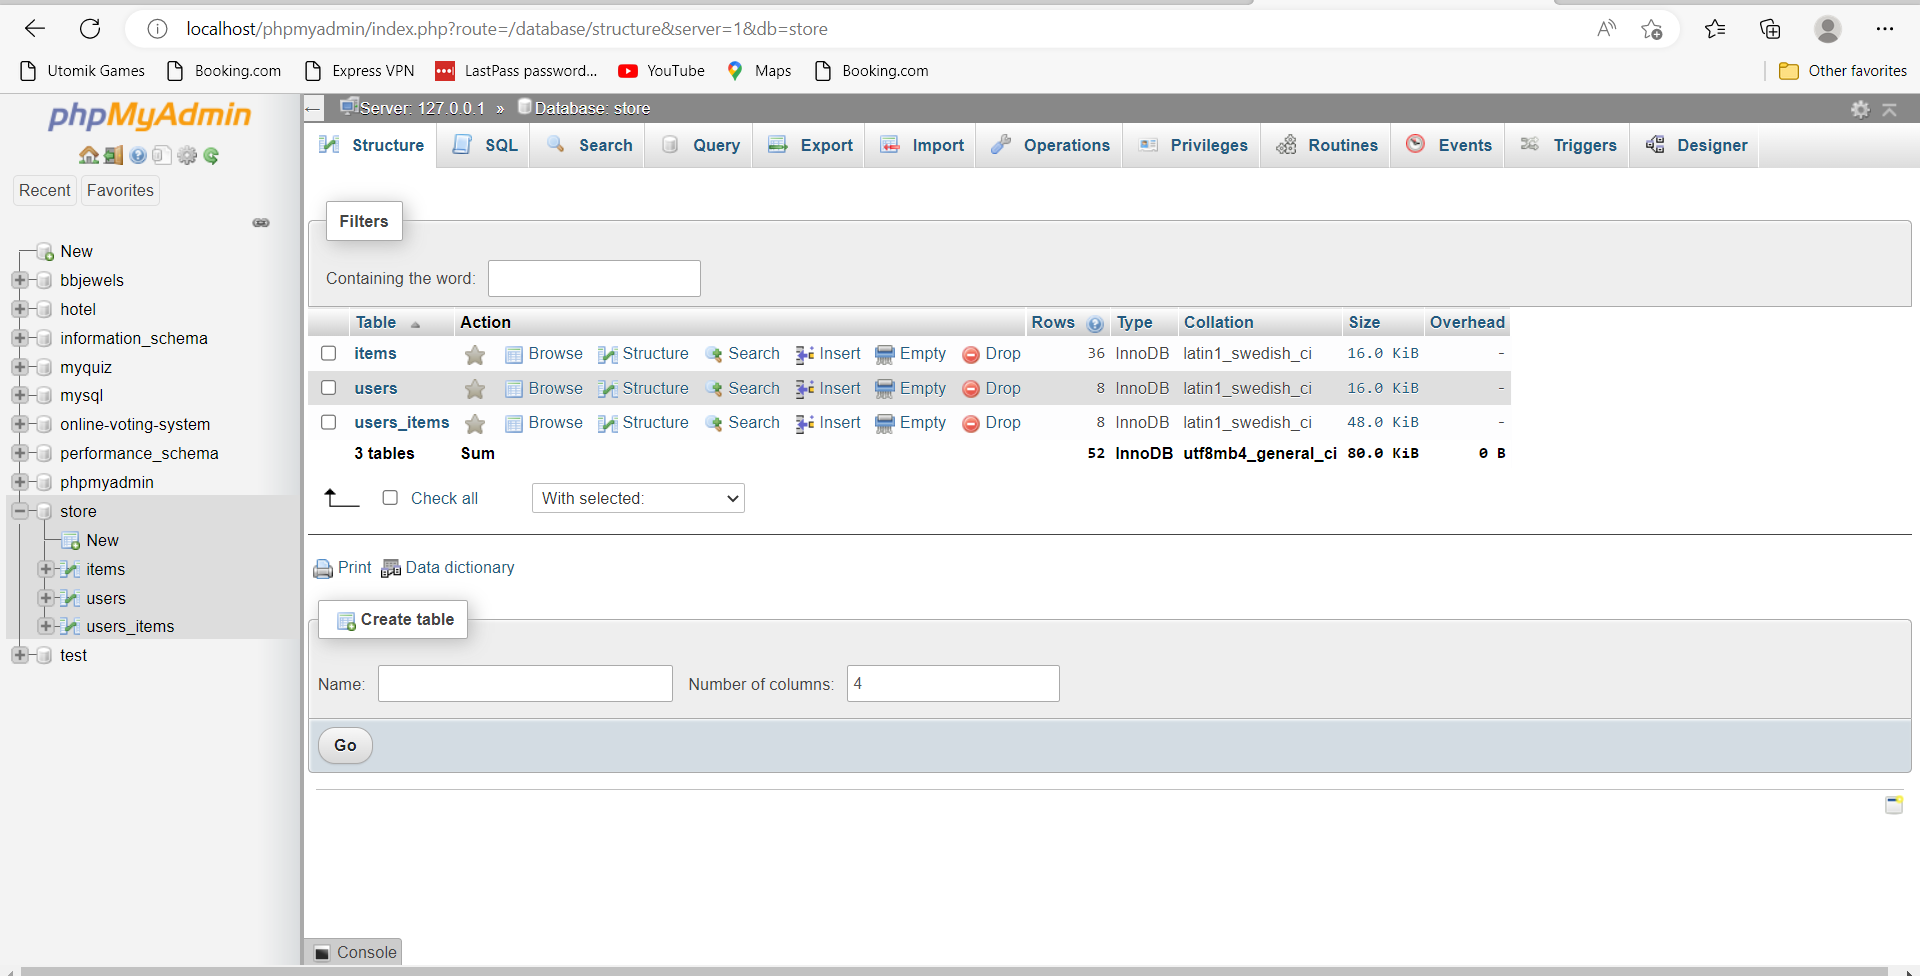 localhost/phpmyadmin/index.php?route=/database/structure&server=1&db=store
Utomik Games Booking.com Express VPN LastPass password... YouTube Maps Booking.com Other favorites
phpMyAdmin
Recent Favorites
New
bbjewels
hotel
information_schema
myquiz
mysql
online-voting-system
performance_schema
phpmyadmin
store
New
items
users
users_items
test
Server: 127.0.0.1 » Database: store
Structure SQL Search Query Export Import Operations Privileges Routines Events Triggers Designer
Filters
Containing the word:
Table Action Rows Type Collation Size Overhead
items Browse Structure Search Insert Empty Drop 36 InnoDB latin1_swedish_ci 16.0 KiB -
users Browse Structure Search Insert Empty Drop 8 InnoDB latin1_swedish_ci 16.0 KiB -
users_items Browse Structure Search Insert Empty Drop 8 InnoDB latin1_swedish_ci 48.0 KiB -
3 tables Sum 52 InnoDB utf8mb4_general_ci 80.0 KiB 0 B
Check all With selected:
Print Data dictionary
Create table
Name: Number of columns: 4
Go
Console